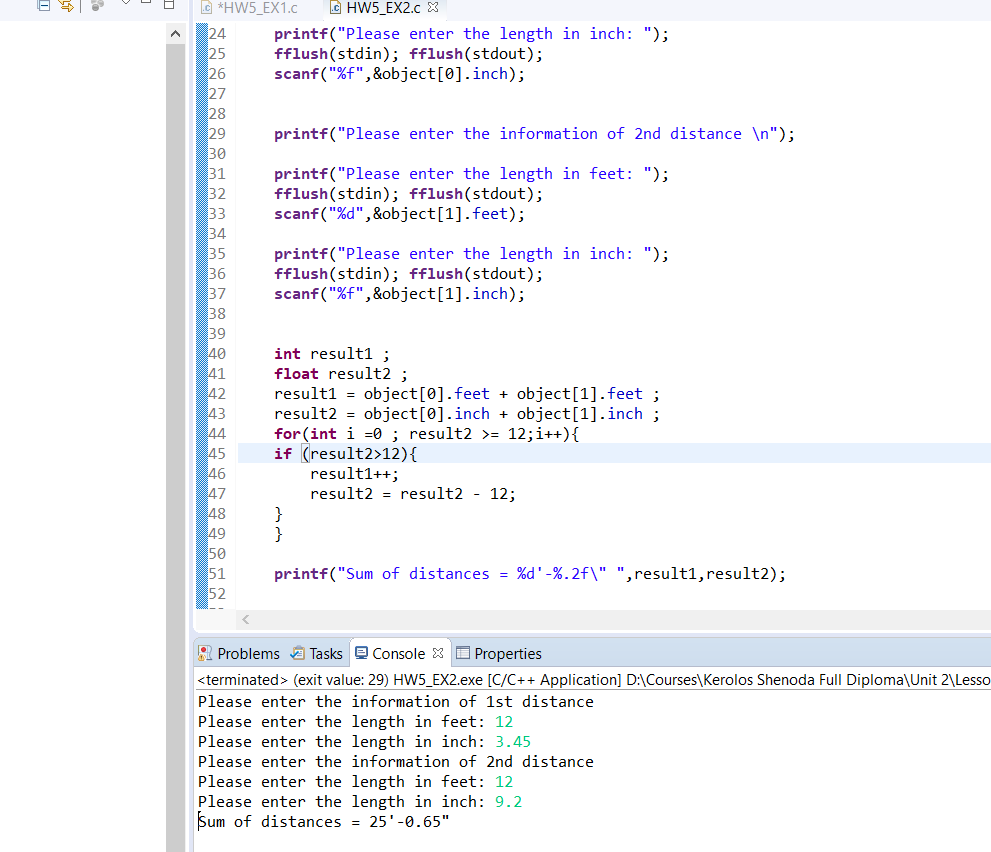 *HW5_EX1.c HW5_EX2.c
24 printf("Please enter the length in inch: ");
25 fflush(stdin); fflush(stdout);
26 scanf("%f",&object[0].inch);
27
28
29 printf("Please enter the information of 2nd distance \n");
30
31 printf("Please enter the length in feet: ");
32 fflush(stdin); fflush(stdout);
33 scanf("%d",&object[1].feet);
34
35 printf("Please enter the length in inch: ");
36 fflush(stdin); fflush(stdout);
37 scanf("%f",&object[1].inch);
38
39
40 int result1 ;
41 float result2 ;
42 result1 = object[0].feet + object[1].feet ;
43 result2 = object[0].inch + object[1].inch ;
44 for(int i =0 ; result2 >= 12;i++){
45 if (result2>12){
46 result1++;
47 result2 = result2 - 12;
48 }
49 }
50
51 printf("Sum of distances = %d'-%.2f\" ",result1,result2);
52
Problems Tasks Console Properties
<terminated> (exit value: 29) HW5_EX2.exe [C/C++ Application] D:\Courses\Kerolos Shenoda Full Diploma\Unit 2\Lesso
Please enter the information of 1st distance
Please enter the length in feet: 12
Please enter the length in inch: 3.45
Please enter the information of 2nd distance
Please enter the length in feet: 12
Please enter the length in inch: 9.2
Sum of distances = 25'-0.65"